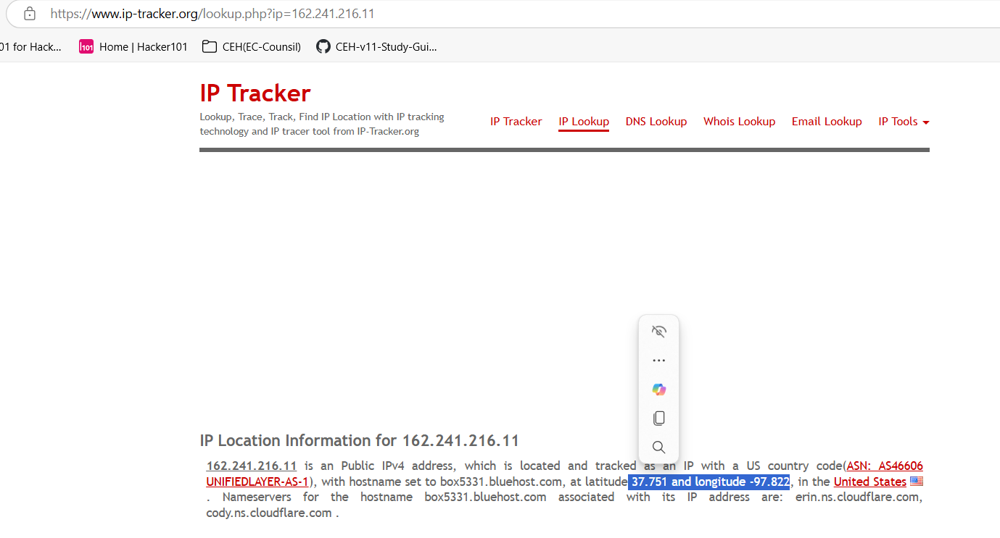 https://www.ip-tracker.org/lookup.php?ip=162.241.216.11
01 for Hack... Home | Hacker101 CEH(EC-Counsil) CEH-v11-Study-Gui...
IP Tracker
Lookup, Trace, Track, Find IP Location with IP tracking
technology and IP tracer tool from IP-Tracker.org
IP Tracker IP Lookup DNS Lookup Whois Lookup Email Lookup IP Tools
IP Location Information for 162.241.216.11
162.241.216.11 is an Public IPv4 address, which is located and tracked as an IP with a US country code(ASN: AS46606
UNIFIEDLAYER-AS-1), with hostname set to box5331.bluehost.com, at latitude 37.751 and longitude -97.822, in the United States
. Nameservers for the hostname box5331.bluehost.com associated with its IP address are: erin.ns.cloudflare.com,
cody.ns.cloudflare.com .